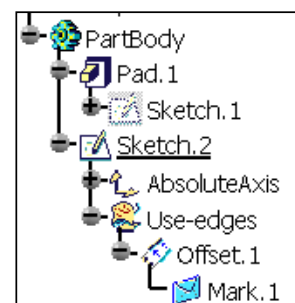 PartBody
Pad.1
Sketch.1
Sketch.2
AbsoluteAxis
Use-edges
Offset.1
Mark.1